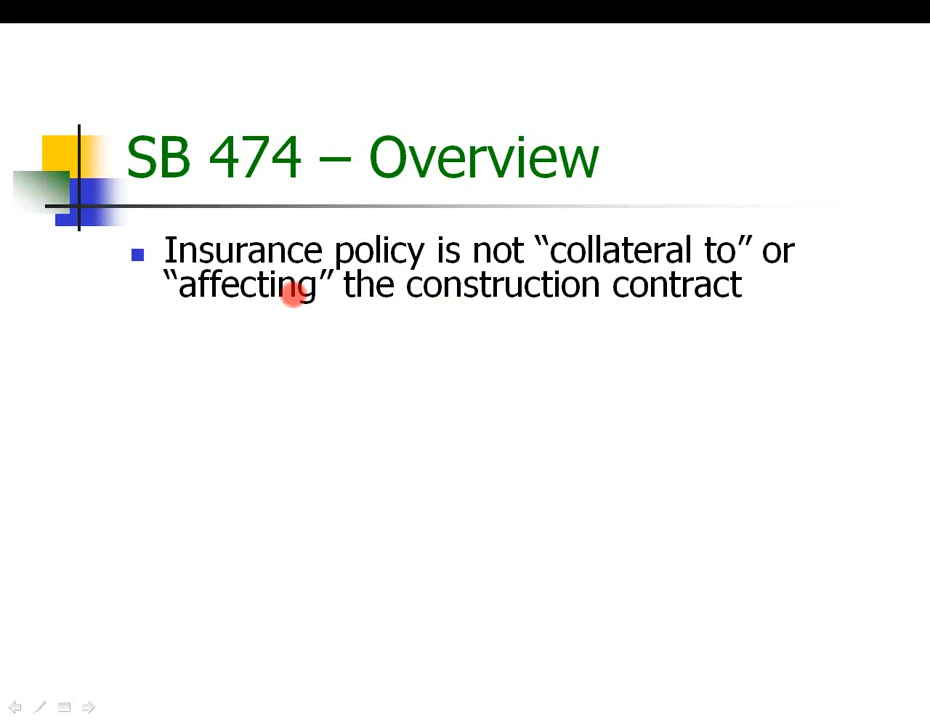 SB 474 – Overview
Insurance policy is not “collateral to” or
“affecting” the construction contract